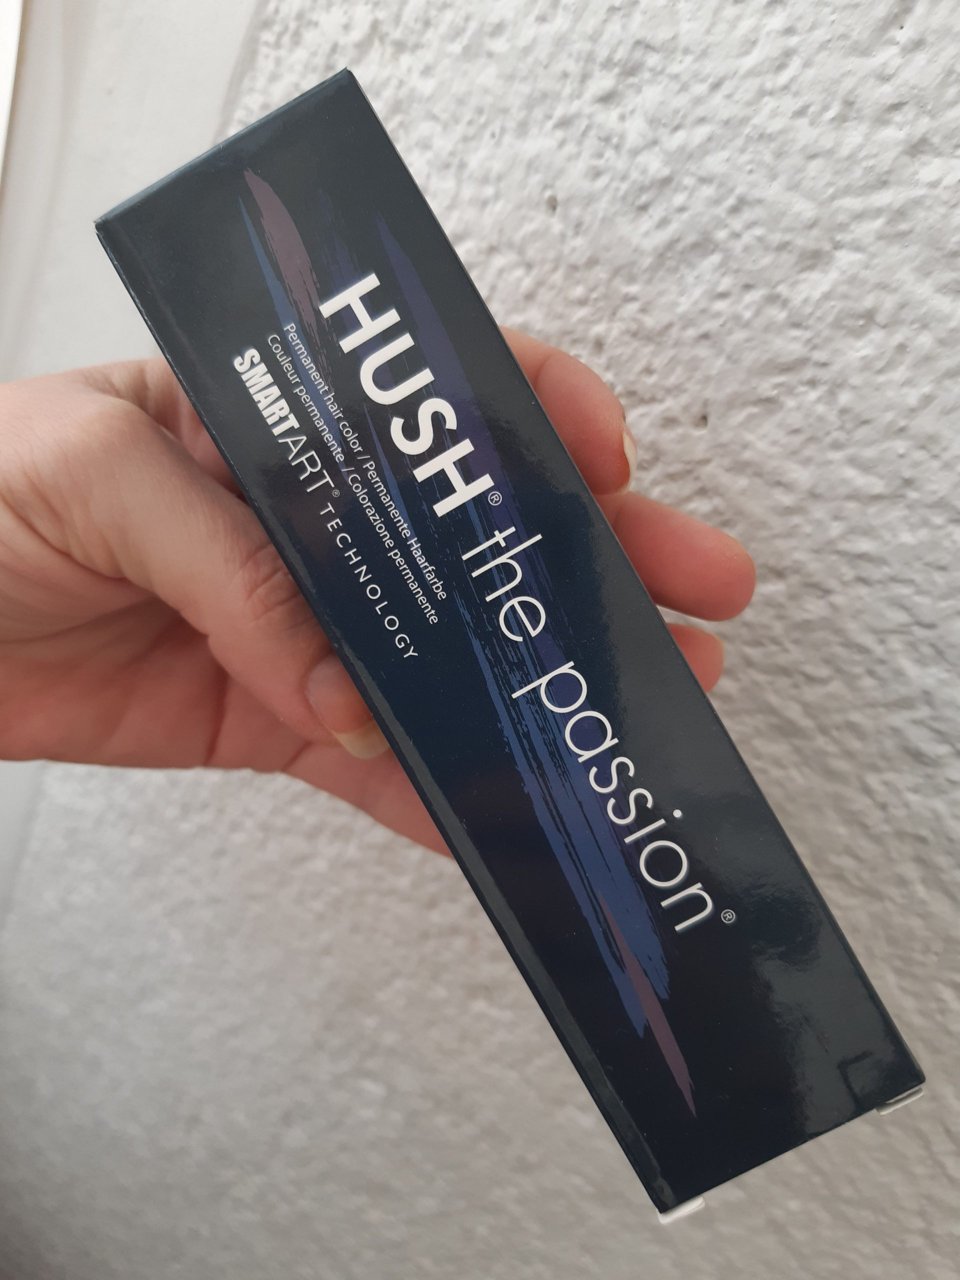 HUSH® the passion®
Permanent hair color / Permanente Haarfarbe
Couleur permanente / Colorazione permanente
SMARTART® TECHNOLOGY